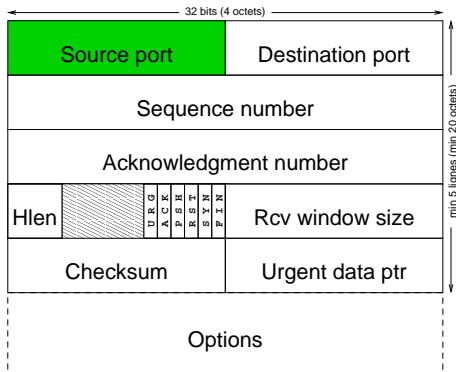 32 bits (4 octets)
Source port
Destination port
Sequence number
Acknowledgment number
Hlen
URG
ACK
PSH
RST
SYN
FIN
Rcv window size
Checksum
Urgent data ptr
Options
min 5 lignes (min 20 octets)